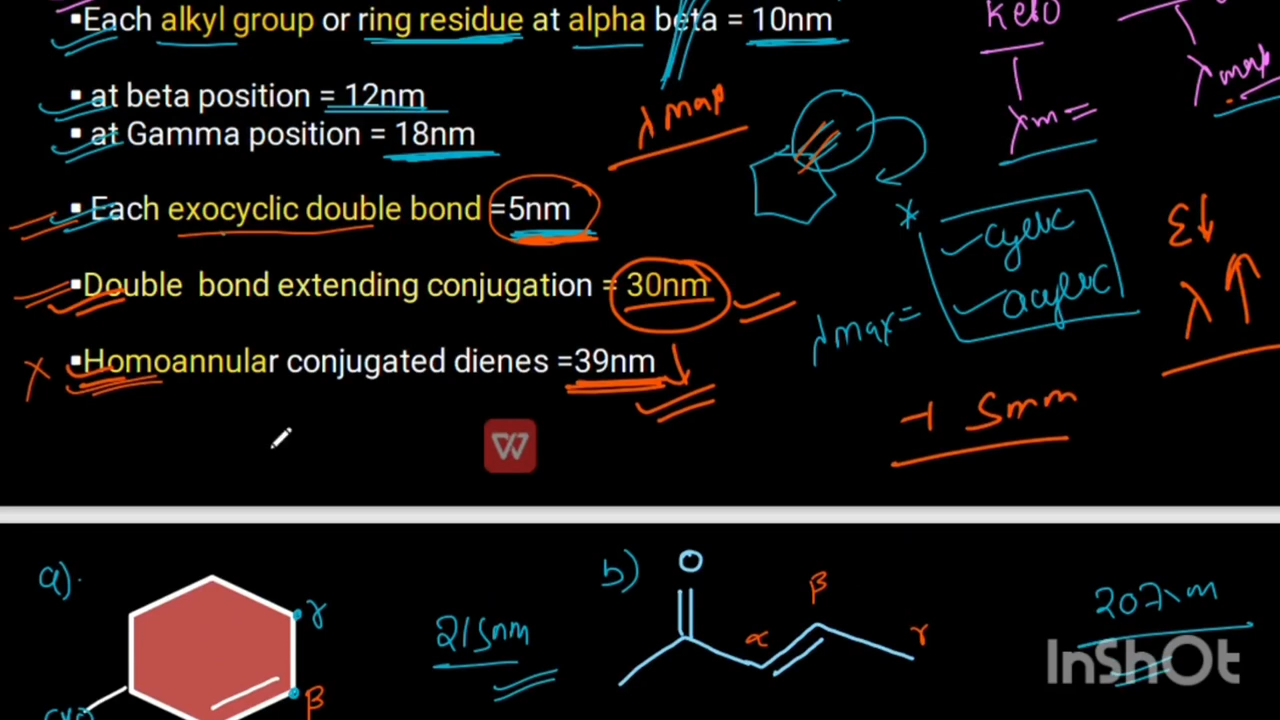 ▪Each alkyl group or ring residue at alpha beta = 10nm
▪ at beta position = 12nm
▪ at Gamma position = 18nm
▪ Each exocyclic double bond =5nm
▪Double bond extending conjugation = 30nm
▪Homoannular conjugated dienes =39nm
λmax
Keto
λm=
λmax
*
cyclic
acyclic
λmax=
ε↓
λ↑
5nm
W
a).
γ
β
215nm
b)
O
α
β
γ
207nm
InShOt